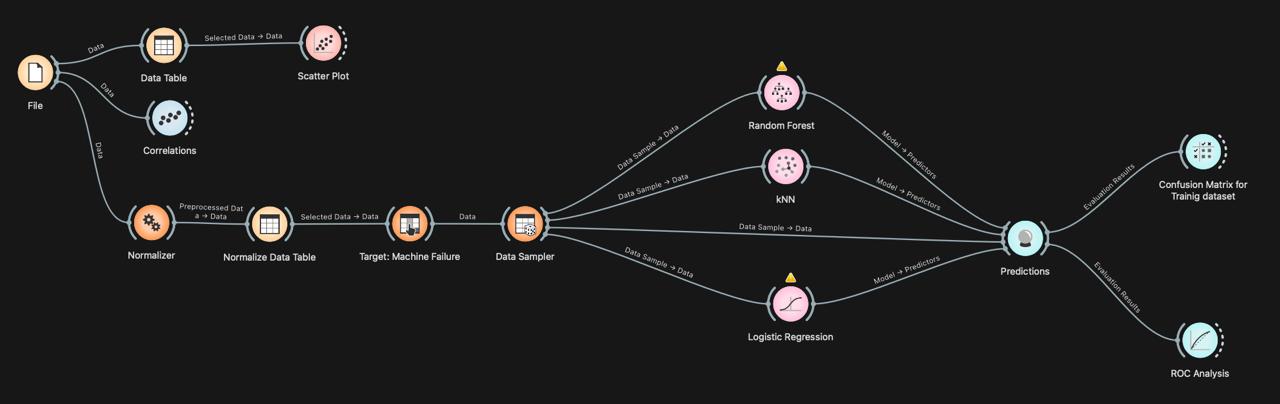 Data
Selected Data → Data
Data Table
Scatter Plot
File
Data
Correlations
Data
Random Forest
Data Sample → Data
Model → Predictors
kNN
Data Sample → Data
Model → Predictors
Evaluation Results
Confusion Matrix for
Trainig dataset
Preprocessed Dat
a → Data
Normalizer
Selected Data → Data
Normalize Data Table
Data
Target: Machine Failure
Data Sampler
Data Sample → Data
Predictions
Data Sample → Data
Model → Predictors
Logistic Regression
Evaluation Results
ROC Analysis